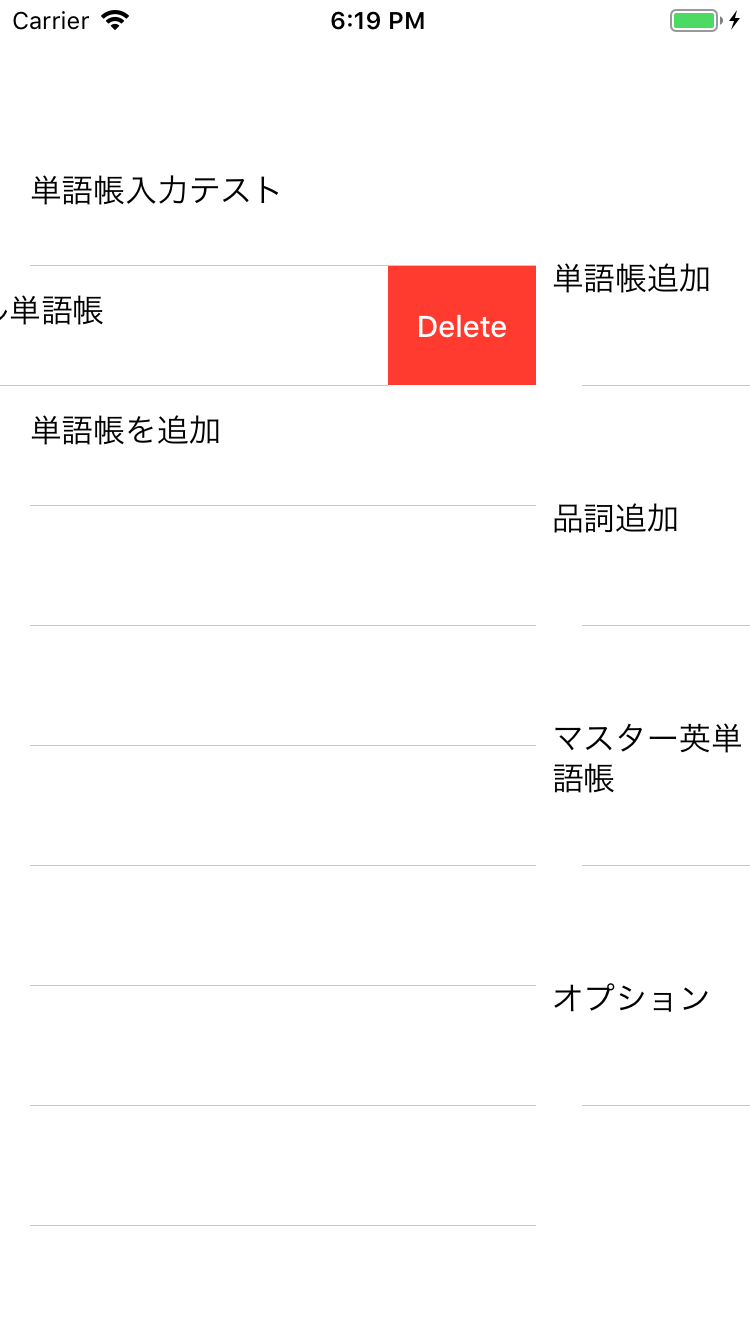 Carrier 6:19 PM
単語帳入力テスト
単語帳
Delete
単語帳を追加
単語帳追加
品詞追加
マスター英単
語帳
オプション